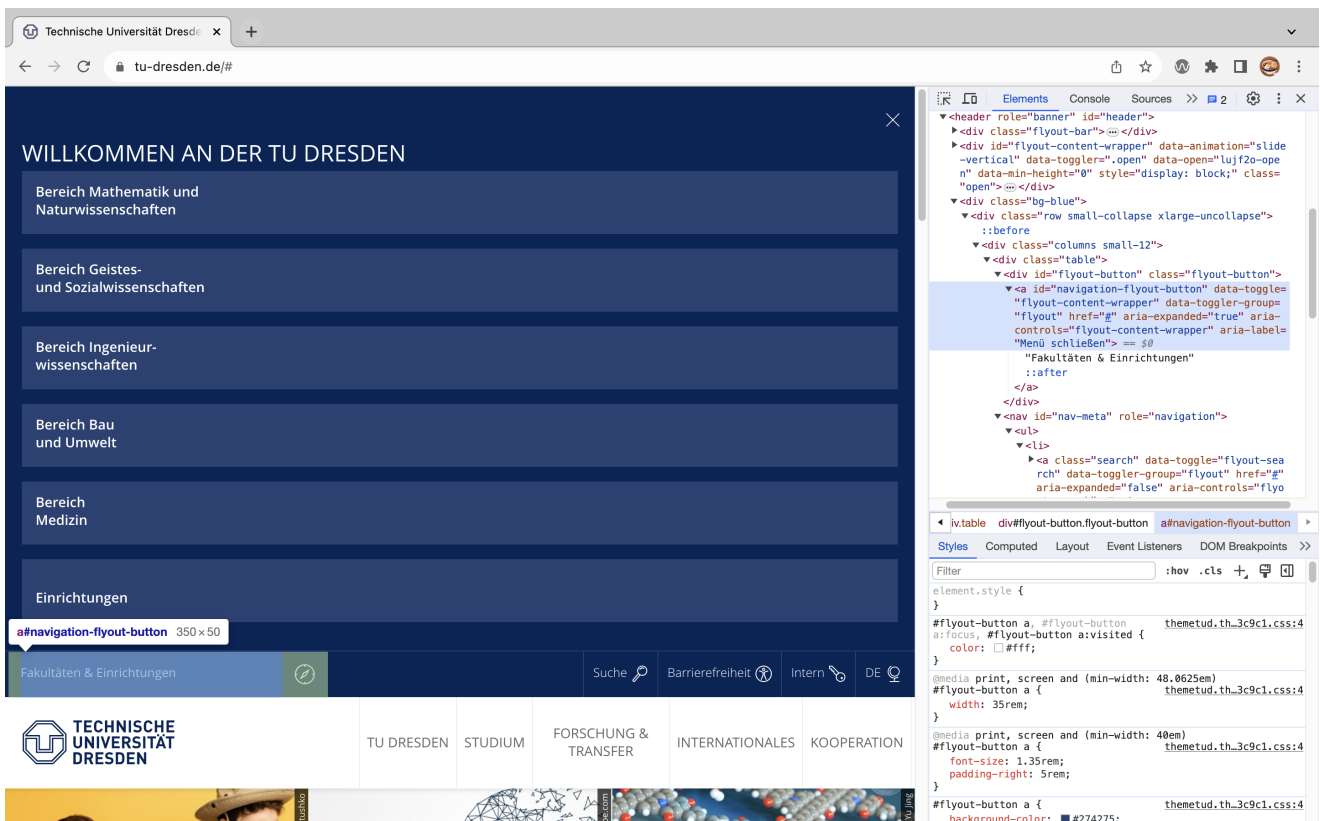 Technische Universität Dresde
tu-dresden.de/#
WILLKOMMEN AN DER TU DRESDEN
Bereich Mathematik und
Naturwissenschaften
Bereich Geistes-
und Sozialwissenschaften
Bereich Ingenieur-
wissenschaften
Bereich Bau
und Umwelt
Bereich
Medizin
Einrichtungen
a#navigation-flyout-button 350×50
Fakultäten & Einrichtungen
Suche
Barrierefreiheit
Intern
DE
TECHNISCHE
UNIVERSITÄT
DRESDEN
TU DRESDEN
STUDIUM
FORSCHUNG &
TRANSFER
INTERNATIONALES
KOOPERATION
Elements Console Sources 2
<header role="banner" id="header">
<div class="flyout-bar"> … </div>
<div id="flyout-content-wrapper" data-animation="slide
-vertical" data-toggler=".open" data-open="lujf2o-ope
n" data-min-height="0" style="display: block;" class=
"open"> … </div>
<div class="bg-blue">
<div class="row small-collapse xlarge-uncollapse">
::before
<div class="columns small-12">
<div class="table">
<div id="flyout-button" class="flyout-button">
<a id="navigation-flyout-button" data-toggle=
"flyout-content-wrapper" data-toggler-group=
"flyout" href="#" aria-expanded="true" aria-
controls="flyout-content-wrapper" aria-label=
"Menü schließen"> == $0
"Fakultäten & Einrichtungen"
::after
</a>
</div>
<nav id="nav-meta" role="navigation">
<ul>
<li>
<a class="search" data-toggle="flyout-sea
rch" data-toggler-group="flyout" href="#"
aria-expanded="false" aria-controls="flyo
iv.table div#flyout-button.flyout-button a#navigation-flyout-button
Styles Computed Layout Event Listeners DOM Breakpoints
Filter :hov .cls
element.style {
}
#flyout-button a, #flyout-button themetud.th…3c9c1.css:4
a:focus, #flyout-button a:visited {
color: #fff;
}
@media print, screen and (min-width: 48.0625em)
#flyout-button a { themetud.th…3c9c1.css:4
width: 35rem;
}
@media print, screen and (min-width: 40em)
#flyout-button a { themetud.th…3c9c1.css:4
font-size: 1.35rem;
padding-right: 5rem;
}
#flyout-button a { themetud.th…3c9c1.css:4
background-color: #274275;